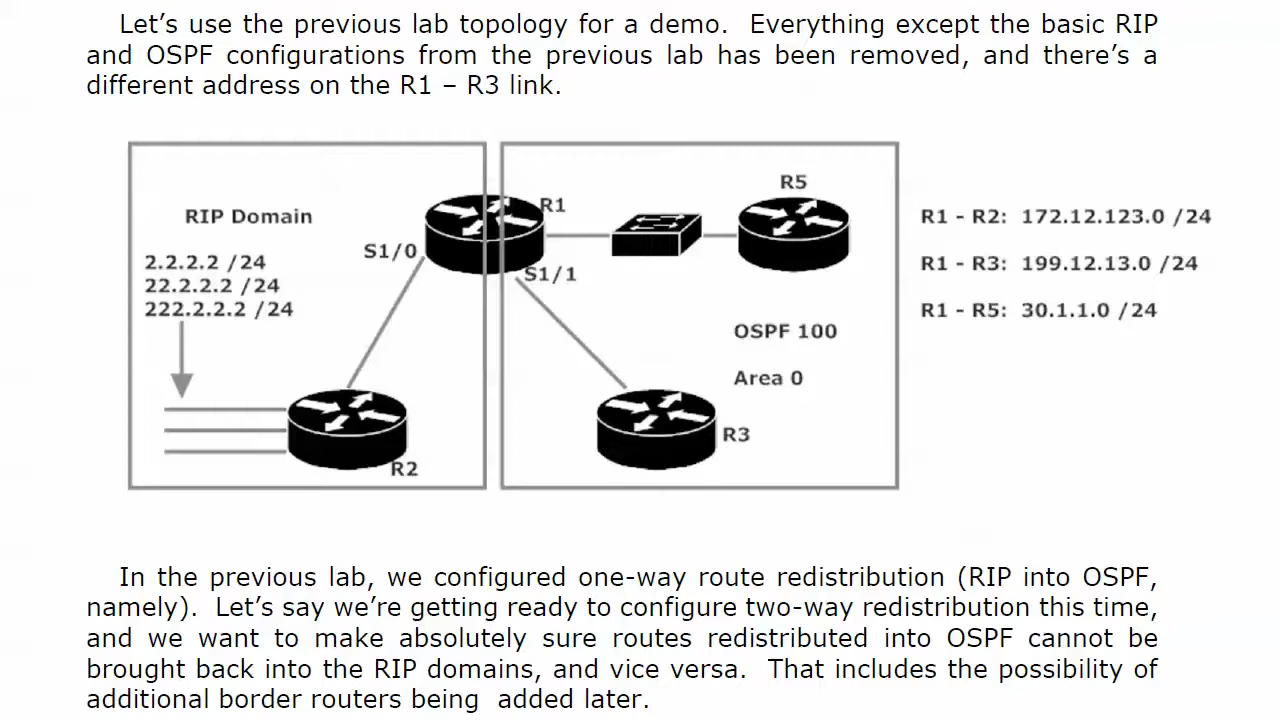 Let’s use the previous lab topology for a demo.  Everything except the basic RIP
and OSPF configurations from the previous lab has been removed, and there’s a
different address on the R1 – R3 link.
RIP Domain
2.2.2.2 /24
22.2.2.2 /24
222.2.2.2 /24
R2
S1/0
R1
S1/1
R5
OSPF 100
Area 0
R3
R1 - R2:  172.12.123.0 /24
R1 - R3:  199.12.13.0 /24
R1 - R5:  30.1.1.0 /24
In the previous lab, we configured one-way route redistribution (RIP into OSPF,
namely).  Let’s say we’re getting ready to configure two-way redistribution this time,
and we want to make absolutely sure routes redistributed into OSPF cannot be
brought back into the RIP domains, and vice versa.  That includes the possibility of
additional border routers being  added later.